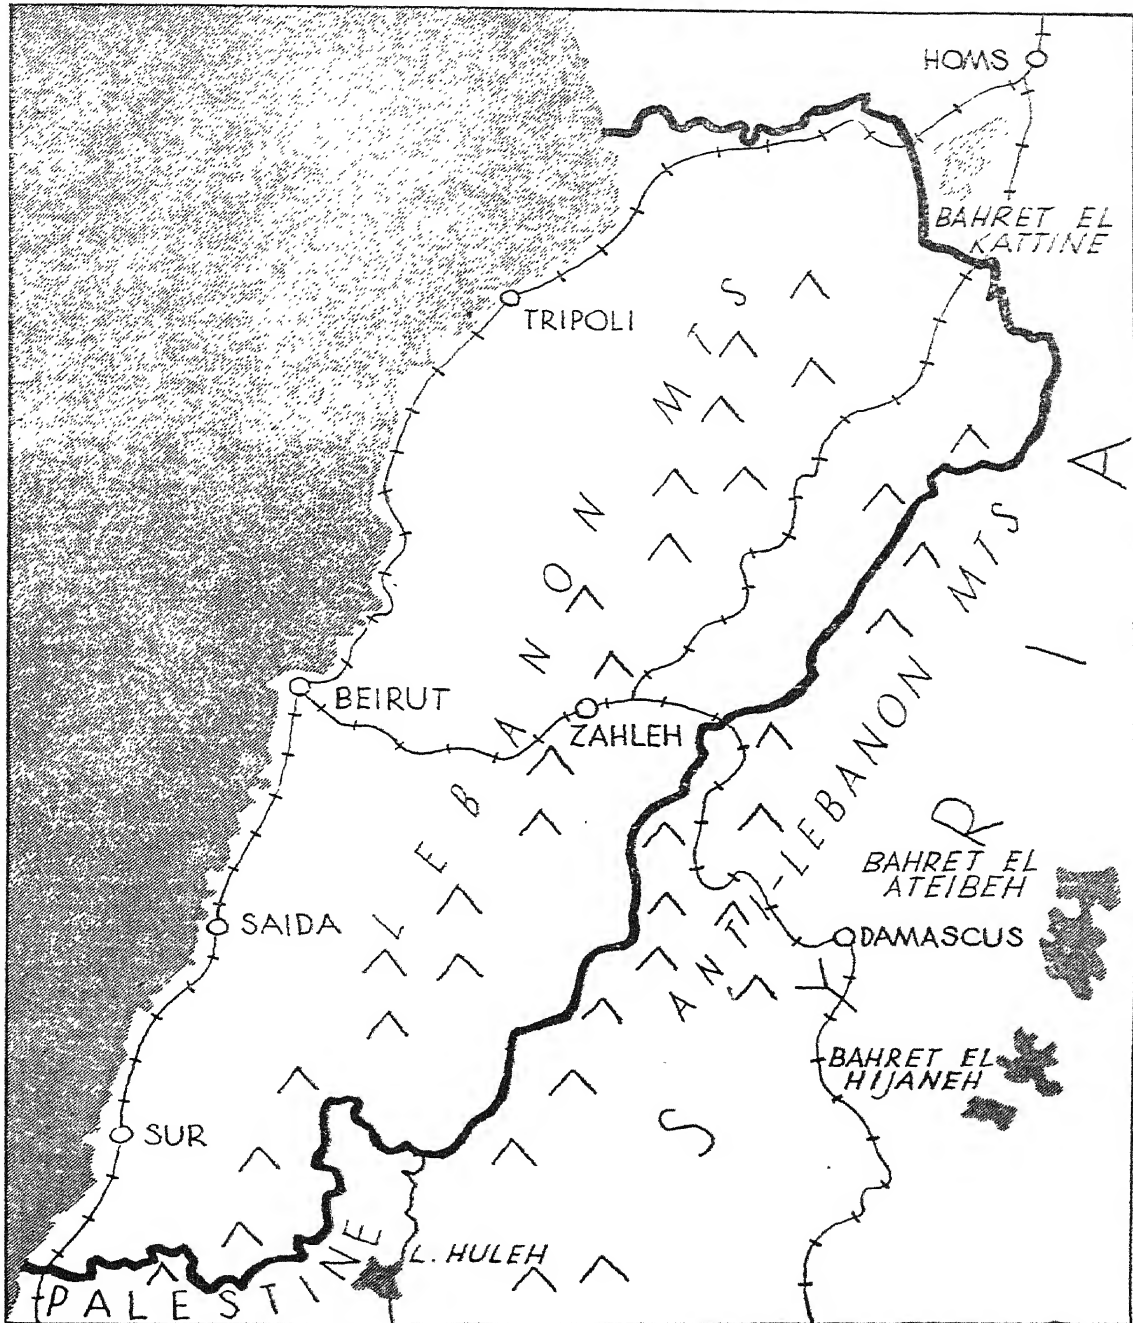 HOMS
BAHRET EL
KATTINE
TRIPOLI
LEBANON MTS
BEIRUT
ZAHLEH
ANTI-LEBANON MTS
SYRIA
BAHRET EL
ATEIBEH
SAIDA
DAMASCUS
BAHRET EL
HIJANEH
SUR
L. HULEH
PALESTINE